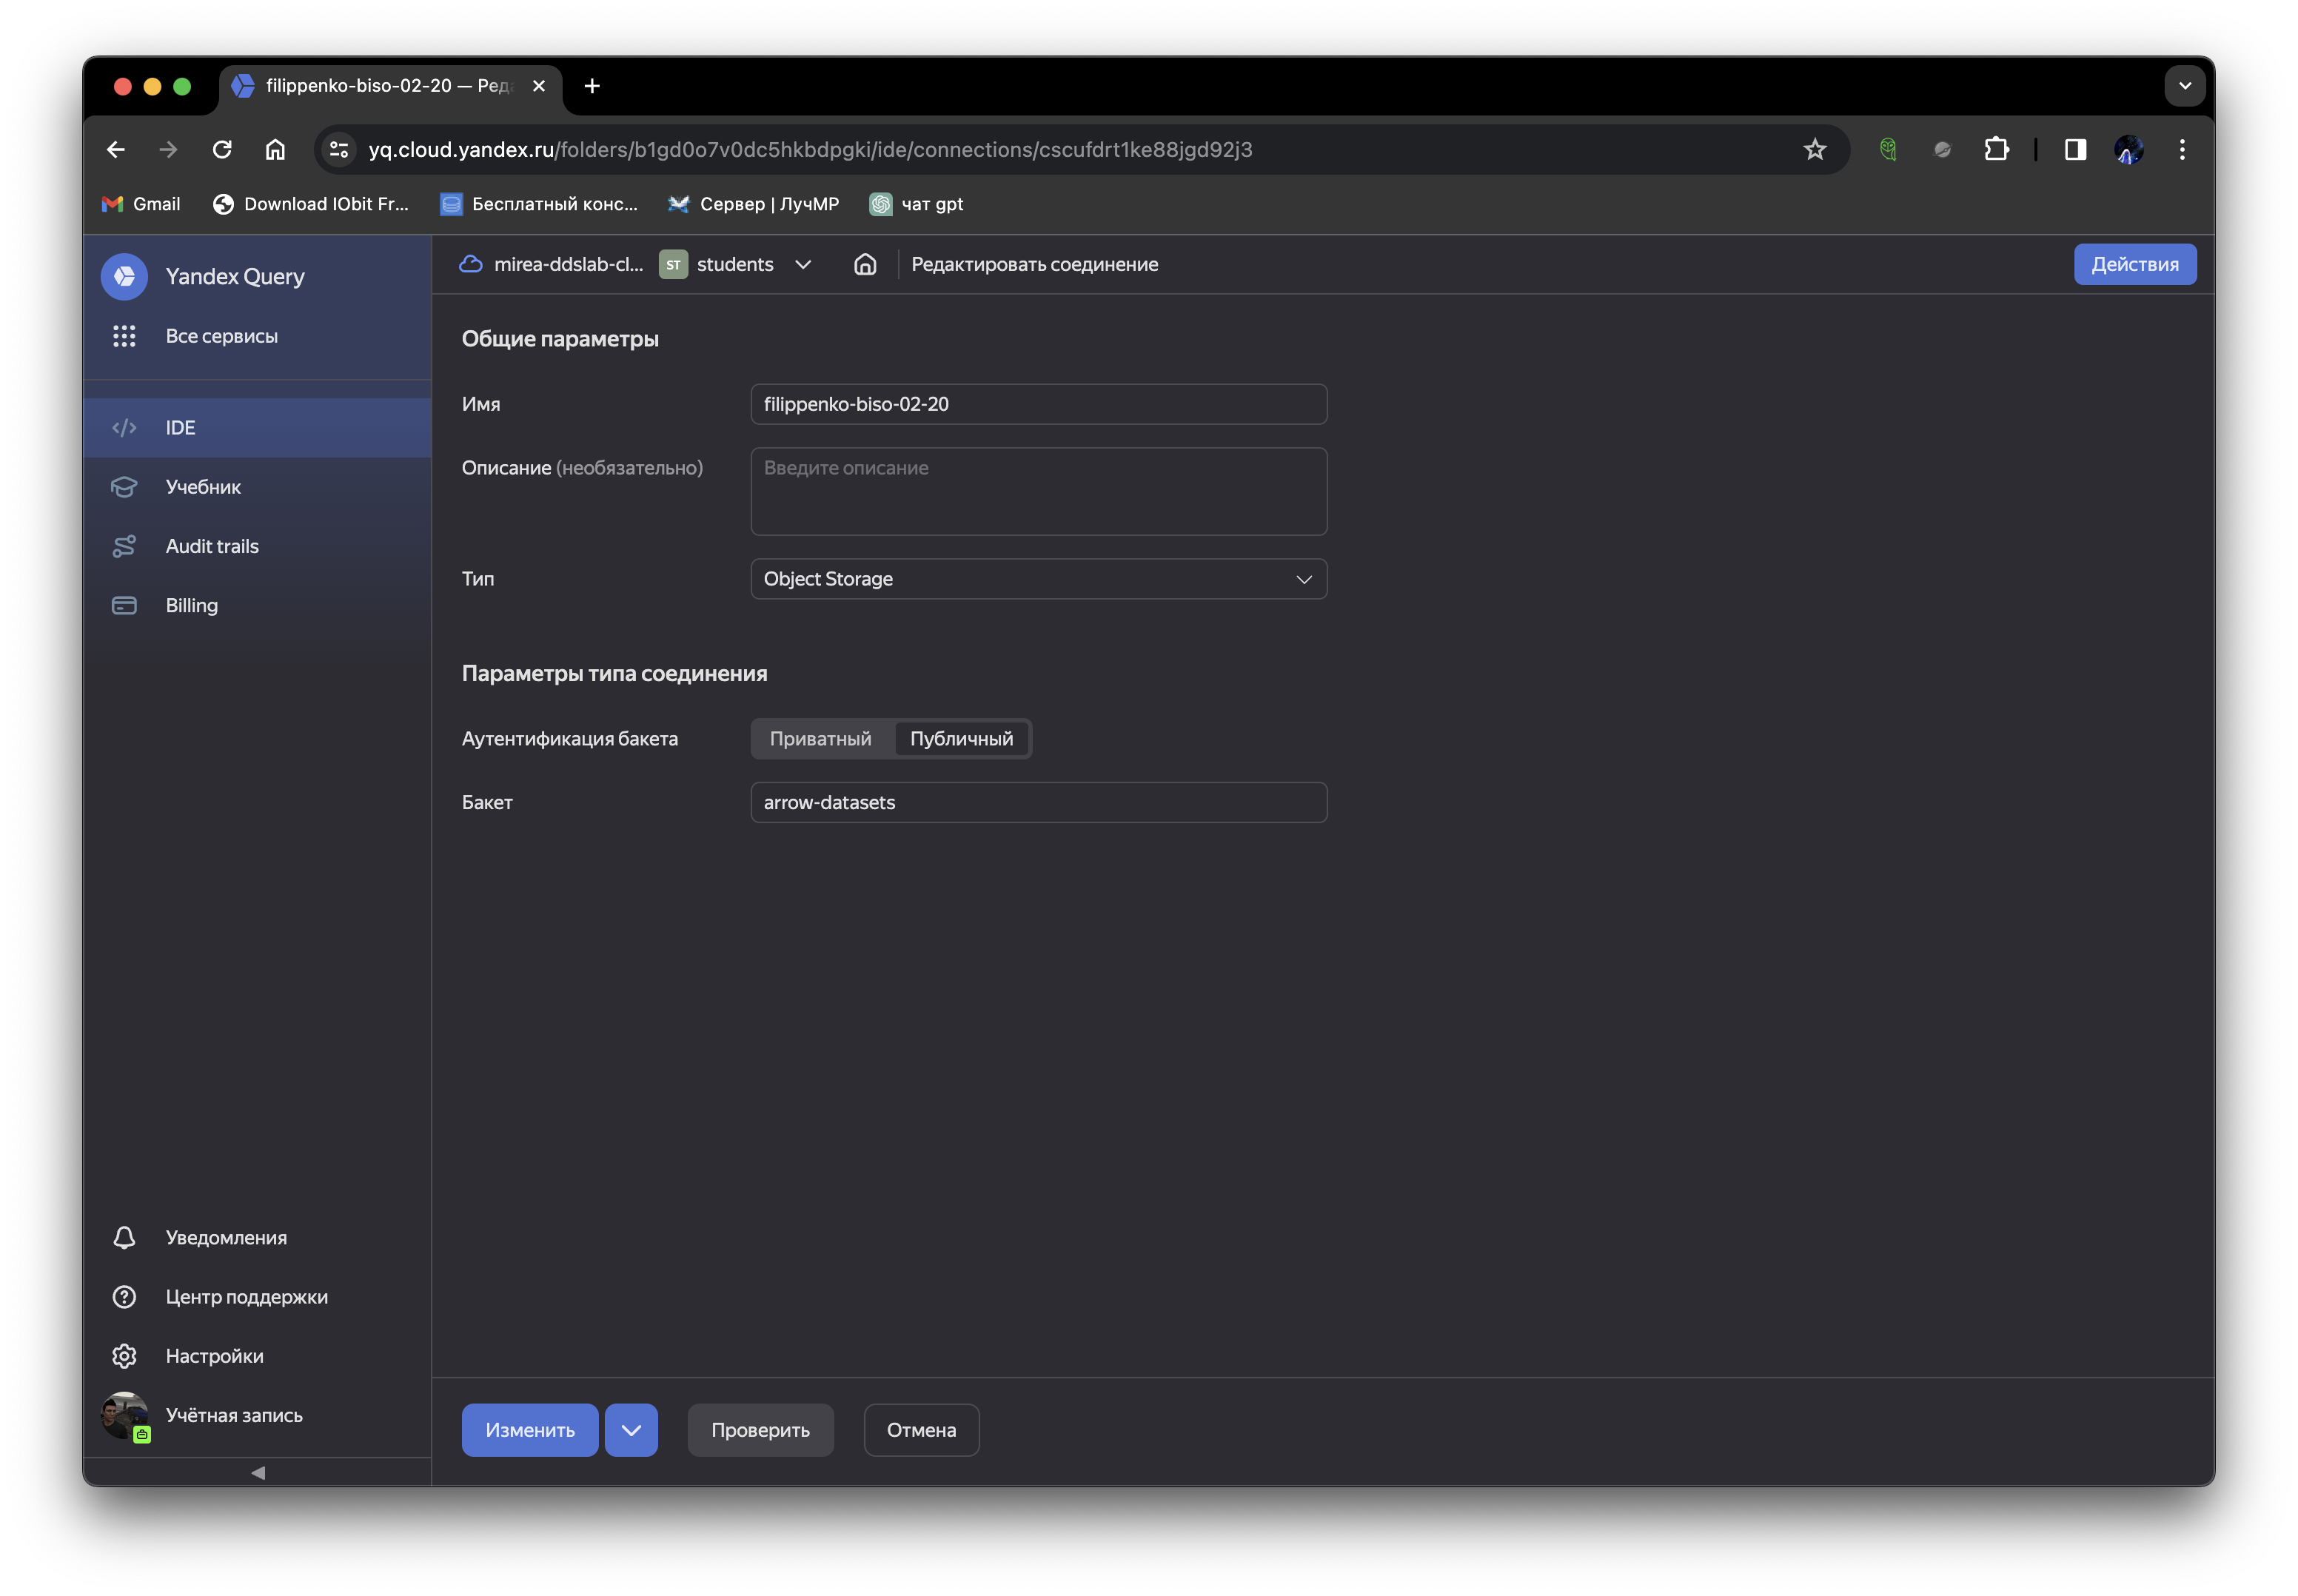 filippenko-biso-02-20 — Реда
yq.cloud.yandex.ru/folders/b1gd0o7v0dc5hkbdpgki/ide/connections/cscufdrt1ke88jgd92j3
Gmail
Download IObit Fr...
Бесплатный конс...
Сервер | ЛучМР
чат gpt
Yandex Query
Все сервисы
IDE
Учебник
Audit trails
Billing
Уведомления
Центр поддержки
Настройки
Учётная запись
mirea-ddslab-cl...
ST
students
Редактировать соединение
Действия
Общие параметры
Имя
filippenko-biso-02-20
Описание (необязательно)
Введите описание
Тип
Object Storage
Параметры типа соединения
Аутентификация бакета
Приватный
Публичный
Бакет
arrow-datasets
Изменить
Проверить
Отмена